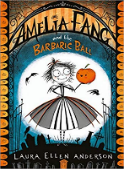 AMELIA FANG
and the
BARBARIC BALL
LAURA ELLEN ANDERSON